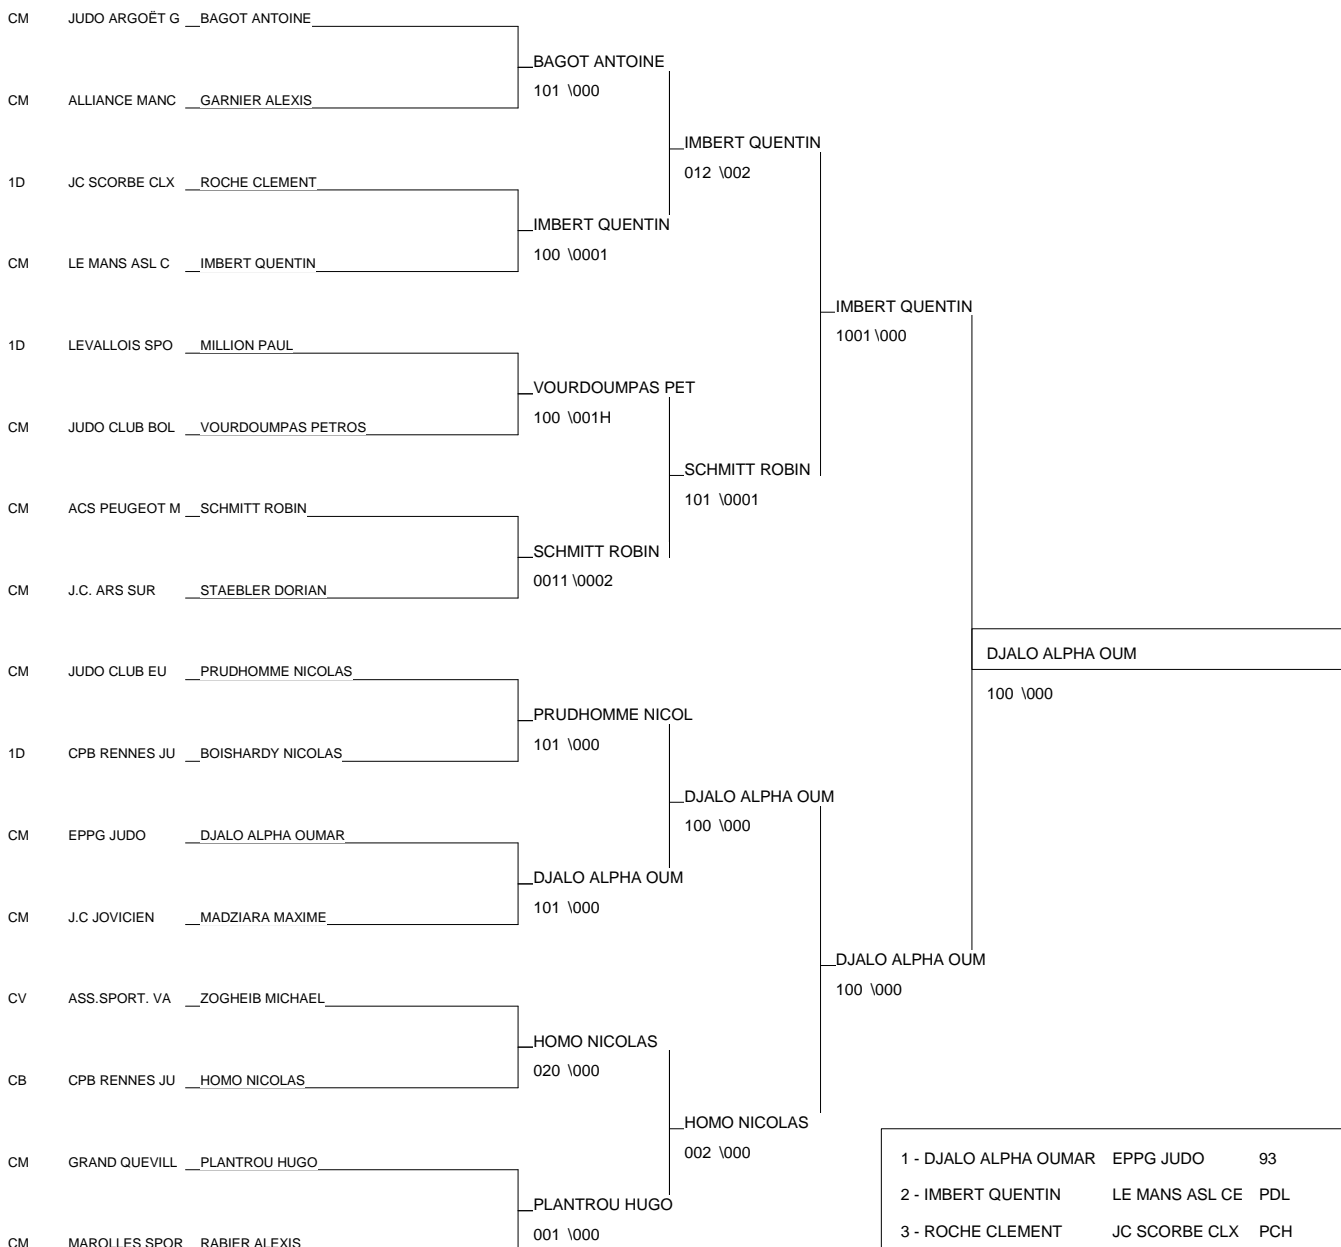 CM JUDO ARGOËT G BAGOT ANTOINE
BAGOT ANTOINE
101 \000
CM ALLIANCE MANC GARNIER ALEXIS
IMBERT QUENTIN
012 \002
1D JC SCORBE CLX ROCHE CLEMENT
IMBERT QUENTIN
100 \0001
CM LE MANS ASL C IMBERT QUENTIN
IMBERT QUENTIN
1001 \000
1D LEVALLOIS SPO MILLION PAUL
VOURDOUMPAS PET
100 \001H
CM JUDO CLUB BOL VOURDOUMPAS PETROS
SCHMITT ROBIN
101 \0001
CM ACS PEUGEOT M SCHMITT ROBIN
SCHMITT ROBIN
0011 \0002
CM J.C. ARS SUR STAEBLER DORIAN
DJALO ALPHA OUM
100 \000
CM JUDO CLUB EU PRUDHOMME NICOLAS
PRUDHOMME NICOL
101 \000
1D CPB RENNES JU BOISHARDY NICOLAS
DJALO ALPHA OUM
100 \000
CM EPPG JUDO DJALO ALPHA OUMAR
DJALO ALPHA OUM
101 \000
CM J.C JOVICIEN MADZIARA MAXIME
DJALO ALPHA OUM
100 \000
CV ASS.SPORT. VA ZOGHEIB MICHAEL
HOMO NICOLAS
020 \000
CB CPB RENNES JU HOMO NICOLAS
HOMO NICOLAS
002 \000
CM GRAND QUEVILL PLANTROU HUGO
PLANTROU HUGO
001 \000
CM MAROLLES SPOR RABIER ALEXIS
1 - DJALO ALPHA OUMAR EPPG JUDO 93
2 - IMBERT QUENTIN LE MANS ASL CE PDL
3 - ROCHE CLEMENT JC SCORBE CLX PCH